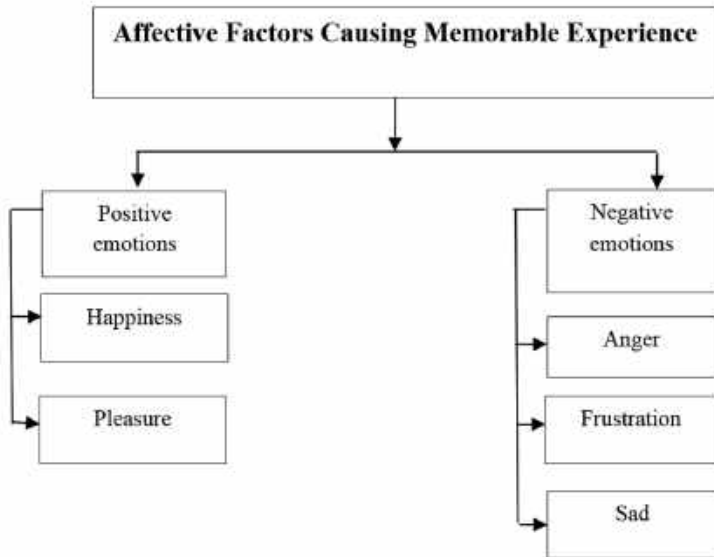 Affective Factors Causing Memorable Experience
Positive
emotions
Happiness
Pleasure
Negative
emotions
Anger
Frustration
Sad